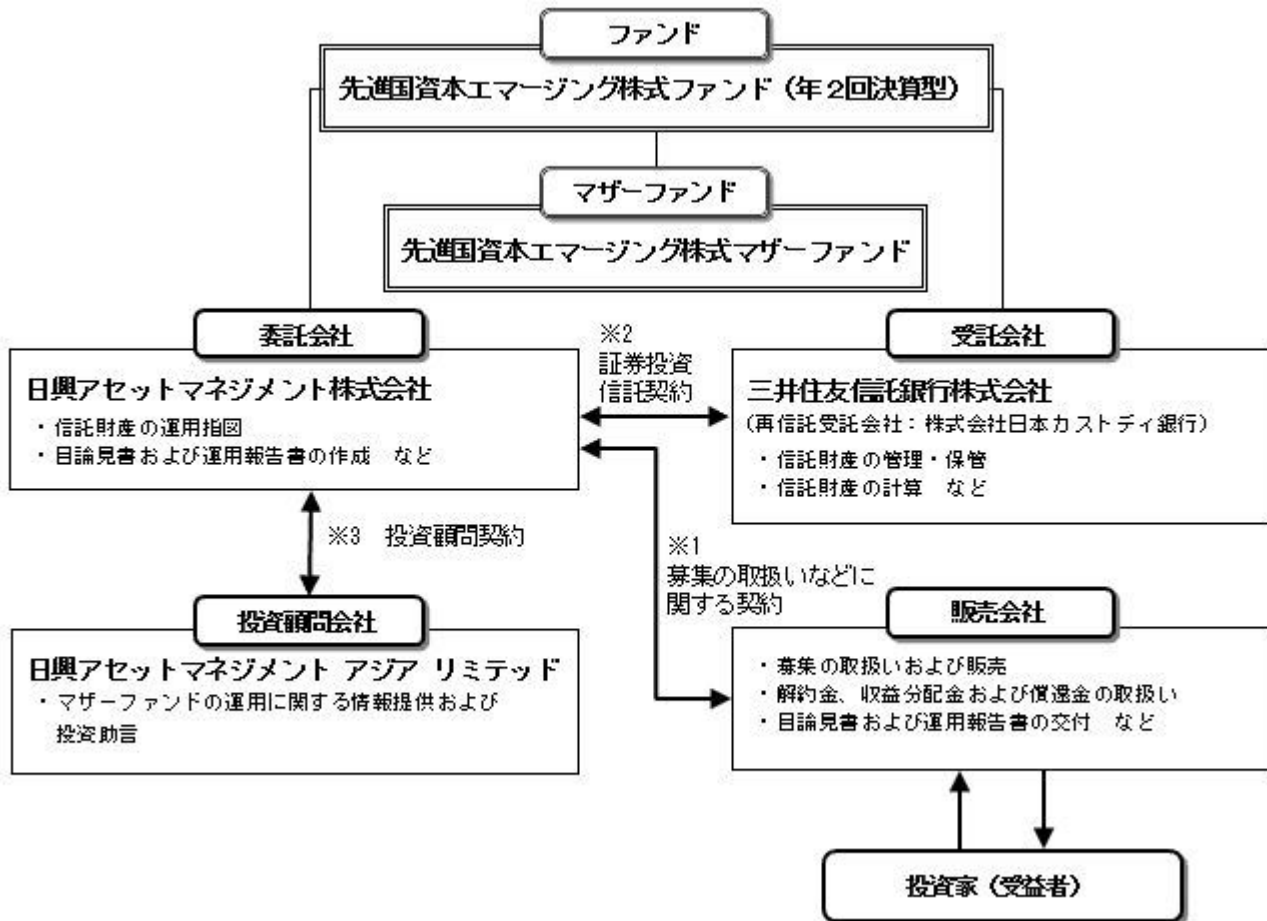 ファンド
先進国資本エマージング株式ファンド（年２回決算型）
マザーファンド
先進国資本エマージング株式マザーファンド
委託会社
日興アセットマネジメント株式会社
・信託財産の運用指図
・目論見書および運用報告書の作成　など
※2
証券投資
信託契約
受託会社
三井住友信託銀行株式会社
（再信託受託会社：株式会社日本カストディ銀行）
・信託財産の管理・保管
・信託財産の計算　など
※3　投資顧問契約
※1
募集の取扱いなどに
関する契約
投資顧問会社
日興アセットマネジメント アジア リミテッド
・マザーファンドの運用に関する情報提供および
投資助言
販売会社
・募集の取扱いおよび販売
・解約金、収益分配金および償還金の取扱い
・目論見書および運用報告書の交付　など
投資家（受益者）